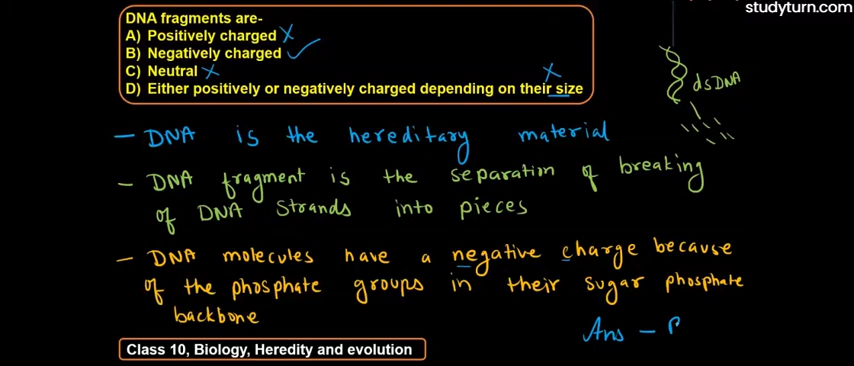 studyturn.com
DNA fragments are-
A) Positively charged
B) Negatively charged
C) Neutral
D) Either positively or negatively charged depending on their size
dsDNA
- DNA is the hereditary material
- DNA fragment is the separation of breaking
of DNA strands into pieces
- DNA molecules have a negative charge because
of the phosphate groups in their sugar phosphate
backbone
Ans -
Class 10, Biology, Heredity and evolution